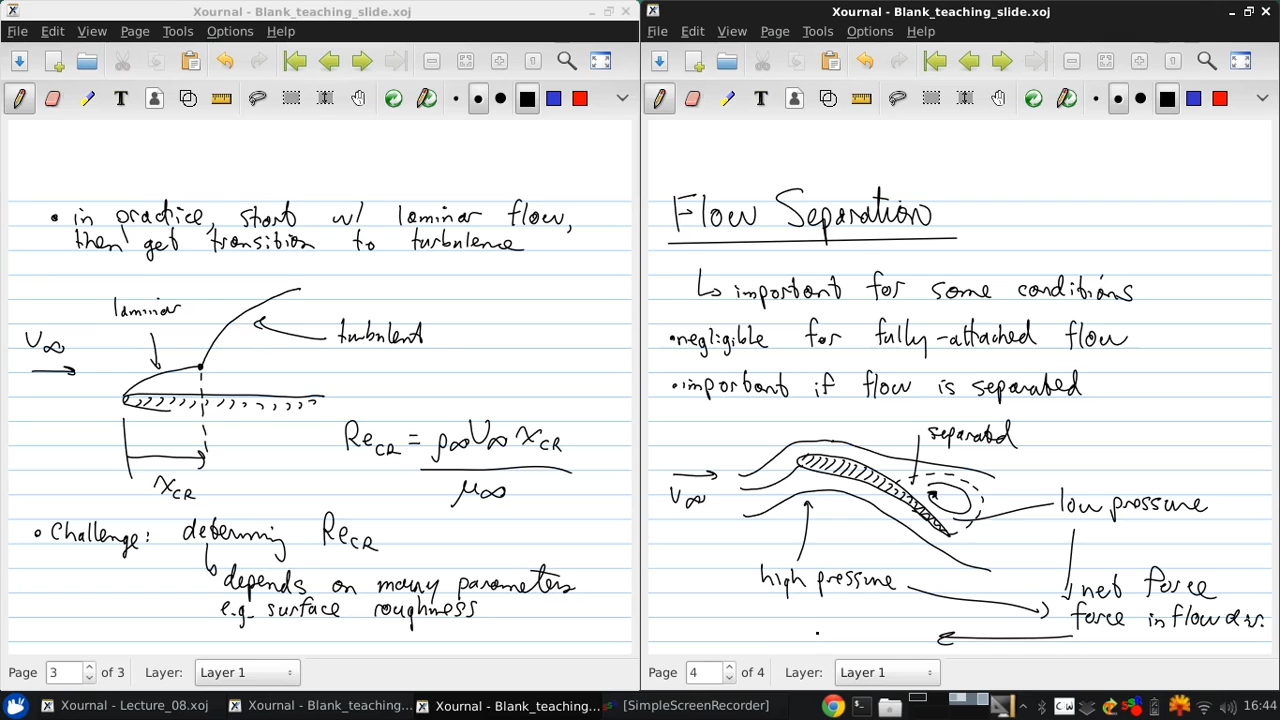 Xournal - Blank_teaching_slide.xoj
File Edit View Page Tools Options Help
• in practice, start w/ laminar flow,
then get transition to turbulence
laminar
turbulent
V∞
Re_CR = ρ∞V∞ x_CR
μ∞
x_CR
• Challenge: determing Re_CR
depends on many parameters
e.g. surface roughness
Page 3 of 3 Layer: Layer 1
Xournal - Blank_teaching_slide.xoj
File Edit View Page Tools Options Help
Flow Separation
↳ important for some conditions
• negligible for fully-attached flow
• important if flow is separated
separated
V∞
low pressure
high pressure
net force
force in flow dir.
Page 4 of 4 Layer: Layer 1
Xournal - Lecture_08.xoj Xournal - Blank_teaching... Xournal - Blank_teaching... [SimpleScreenRecorder] 16:44